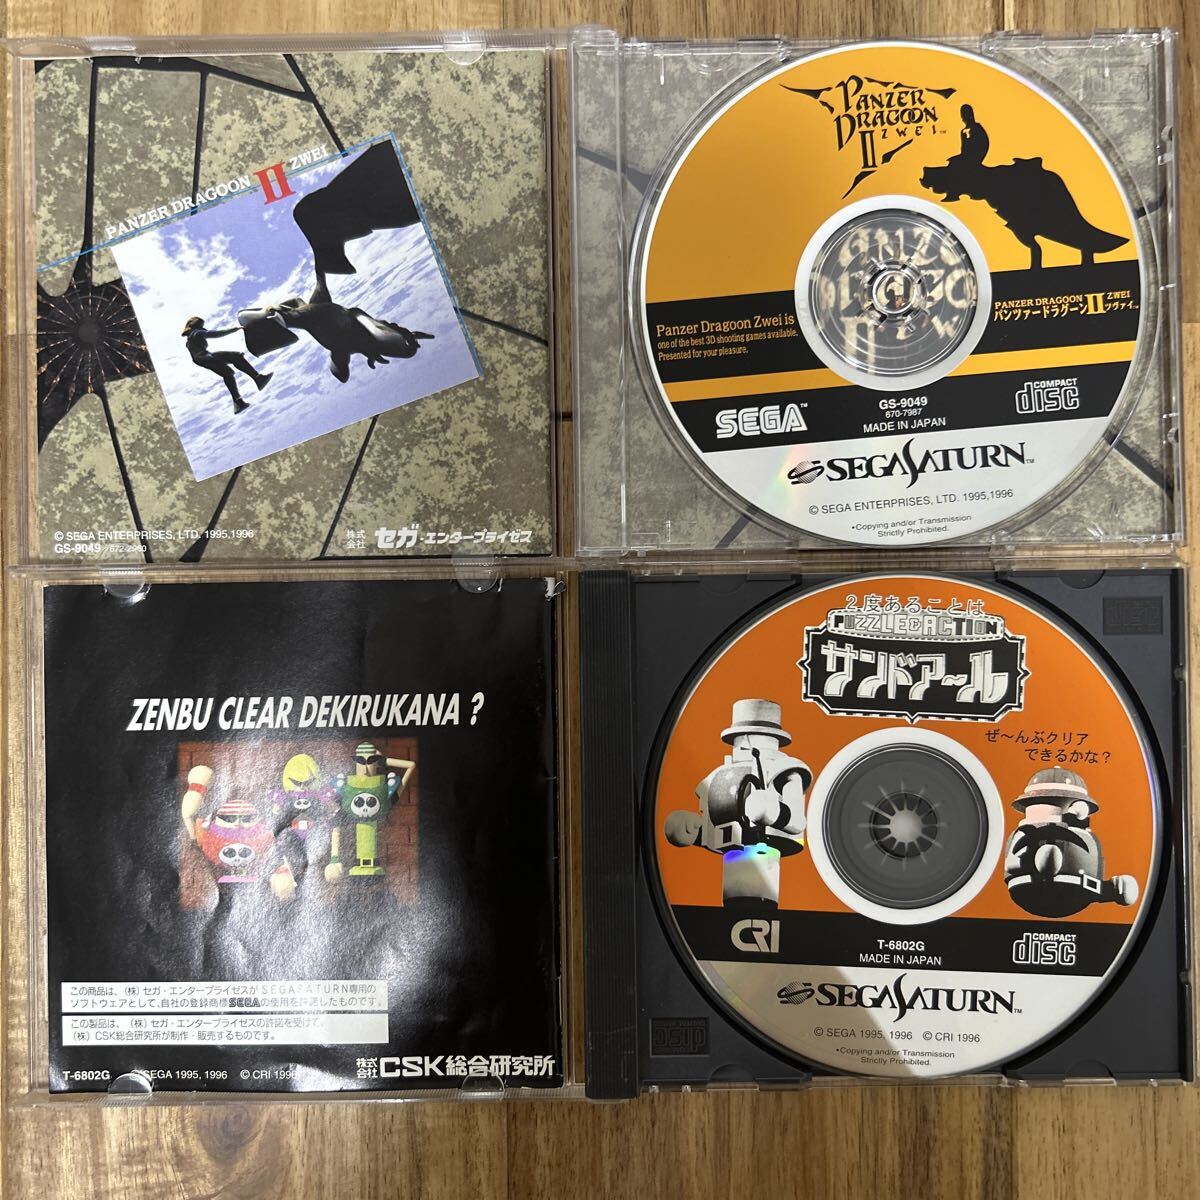 PANZER DRAGOON II ZWEI
© SEGA ENTERPRISES, LTD. 1995,1996
GS-9049
株式会社 セガ・エンタープライゼス
PANZER
DRAGOON
II ZWEI™
PANZER DRAGOON II ZWEI
パンツァードラグーンII ツヴァイ™
Panzer Dragoon Zwei is
one of the best 3D shooting games available.
Presented for your pleasure.
SEGA™
GS-9049
670-7987
MADE IN JAPAN
COMPACT
disc
SEGA SATURN™
© SEGA ENTERPRISES, LTD. 1995,1996
•Copying and/or Transmission
Strictly Prohibited.
ZENBU CLEAR DEKIRUKANA ?
この商品は、(株)セガ・エンタープライゼスがSEGA SATURN専用の
ソフトウェアとして、自社の登録商標SEGAの使用を許諾したものです。
この製品は、(株)セガ・エンタープライゼスの許諾を受けて、
(株)CSK総合研究所が制作・販売するものです。
株式会社 CSK総合研究所
T-6802G © SEGA 1995, 1996 © CRI 1996
2度あることは
PUZZLE & ACTION
サンドア〜ル
ぜ〜んぶクリア
できるかな?
CRI
T-6802G
MADE IN JAPAN
COMPACT
disc
SEGA SATURN™
© SEGA 1995, 1996 © CRI 1996
•Copying and/or Transmission
Strictly Prohibited.